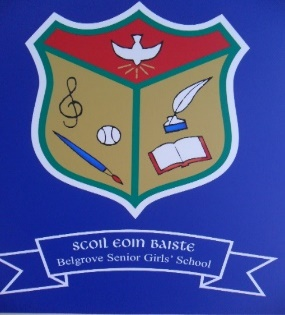 SCOIL EOIN BAISTE
Belgrove Senior Girls' School